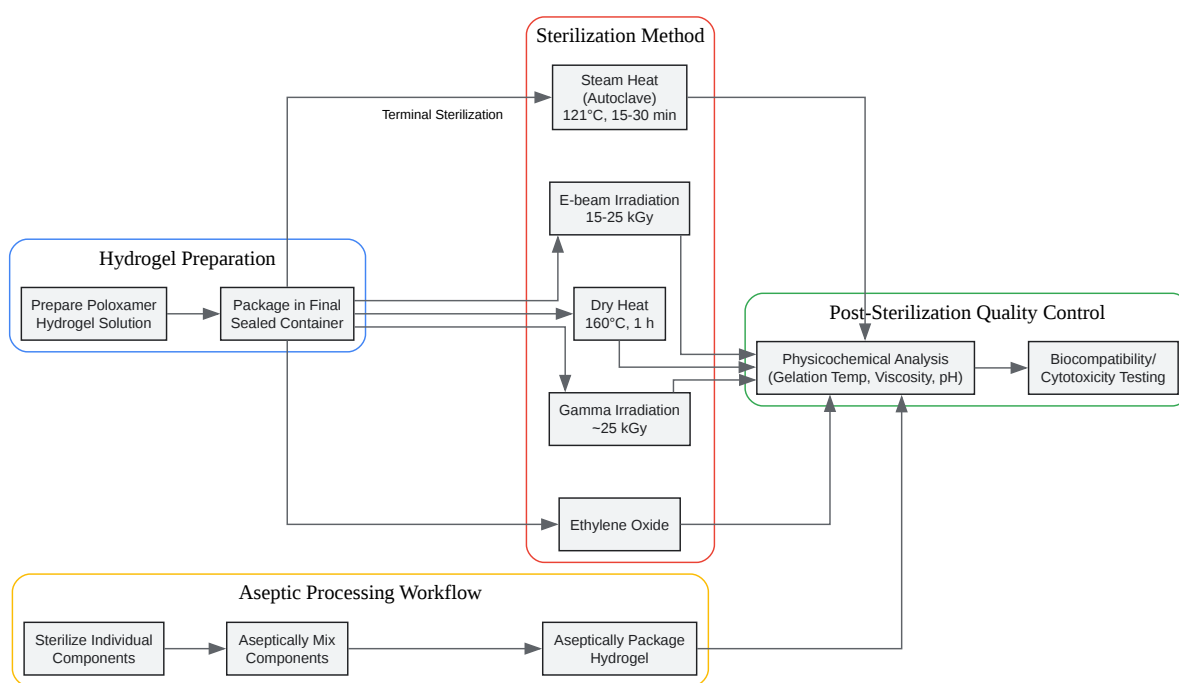 Sterilization Method
Steam Heat
(Autoclave)
121°C, 15-30 min
Terminal Sterilization
E-beam Irradiation
15-25 kGy
Hydrogel Preparation
Prepare Poloxamer
Hydrogel Solution
Package in Final
Sealed Container
Dry Heat
160°C, 1 h
Gamma Irradiation
~25 kGy
Ethylene Oxide
Post-Sterilization Quality Control
Physicochemical Analysis
(Gelation Temp, Viscosity, pH)
Biocompatibility/
Cytotoxicity Testing
Aseptic Processing Workflow
Sterilize Individual
Components
Aseptically Mix
Components
Aseptically Package
Hydrogel